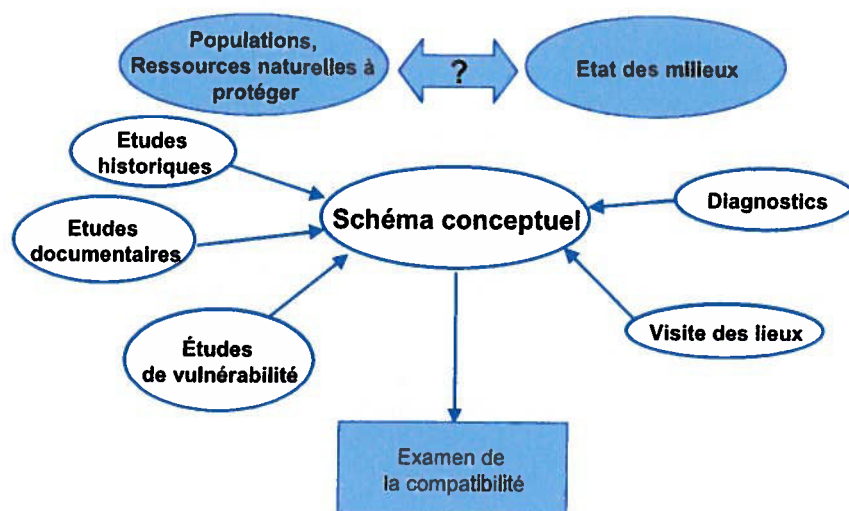 Populations,
Ressources naturelles à
protéger
?
Etat des milieux
Etudes
historiques
Etudes
documentaires
Études
de vulnérabilité
Schéma conceptuel
Diagnostics
Visite des lieux
Examen de
la compatibilité